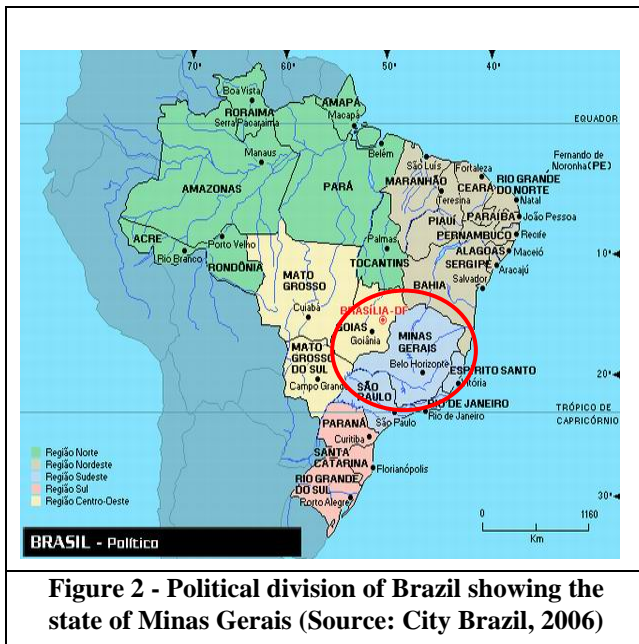 70°
60°
50°
40°
Boa Vista
RORAIMA
Serra Pacaraima
AMAPÁ
Macapá
EQUADOR
Manaus
Belém
São Luís
Fortaleza
Fernando de
Noronha (PE)
AMAZONAS
PARÁ
MARANHÃO
CEARÁ
RIO GRANDE
DO NORTE
Teresina
Natal
PIAUÍ
PARAÍBA
João Pessoa
ACRE
Porto Velho
Palmas
PERNAMBUCO
Recife
Rio Branco
RONDÔNIA
TOCANTINS
ALAGOAS
Maceió
10°
MATO
GROSSO
SERGIPE
Aracajú
BAHIA
Salvador
Cuiabá
BRASÍLIA-DF
GOIÁS
Goiânia
MINAS
GERAIS
MATO
GROSSO
DO SUL
Belo Horizonte
ESPÍRITO SANTO
Vitória
20°
Campo Grande
SÃO
PAULO
RIO DE JANEIRO
Rio de Janeiro
São Paulo
TRÓPICO DE
CAPRICÓRNIO
PARANÁ
Curitiba
SANTA
CATARINA
Florianópolis
RIO GRANDE
DO SUL
Porto Alegre
30°
Região Norte
Região Nordeste
Região Sudeste
Região Sul
Região Centro-Oeste
0 1160
Km
BRASIL - Político
Figure 2 - Political division of Brazil showing the
state of Minas Gerais (Source: City Brazil, 2006)